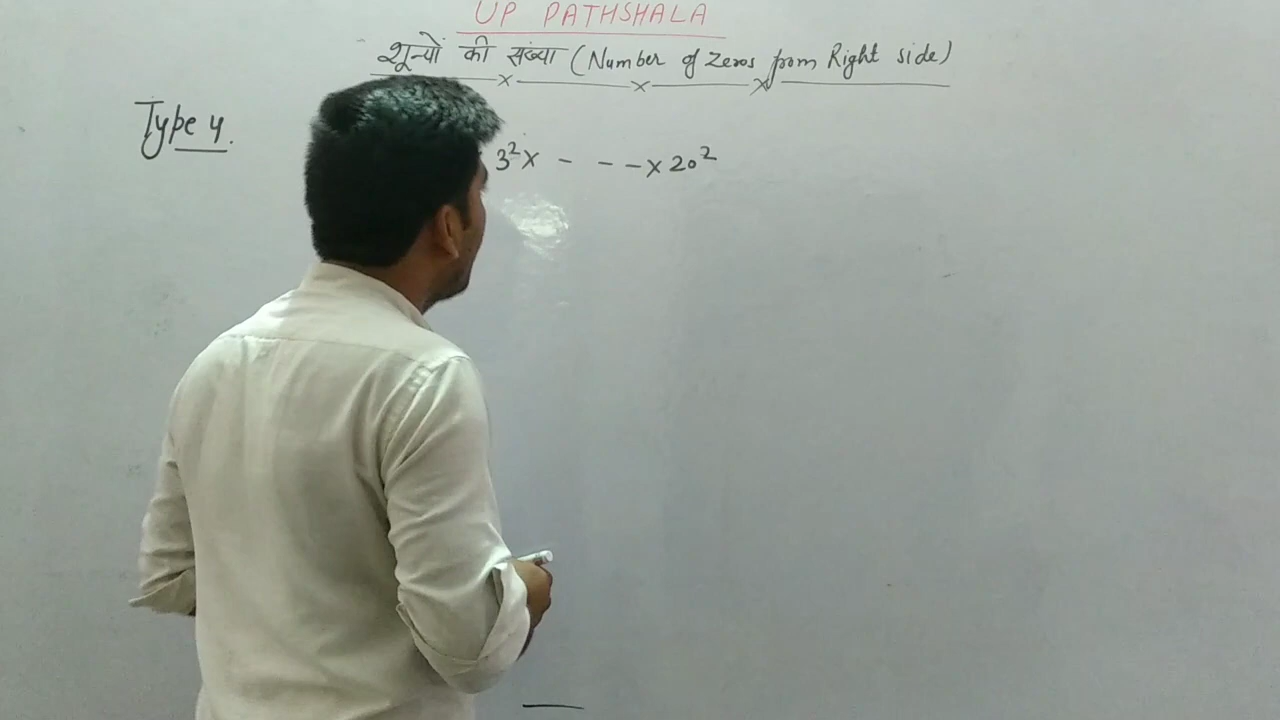 UP PATHSHALA
शून्यों की संख्या (Number of Zeros from Right side)
Type 4.
3²x - - - x 20²